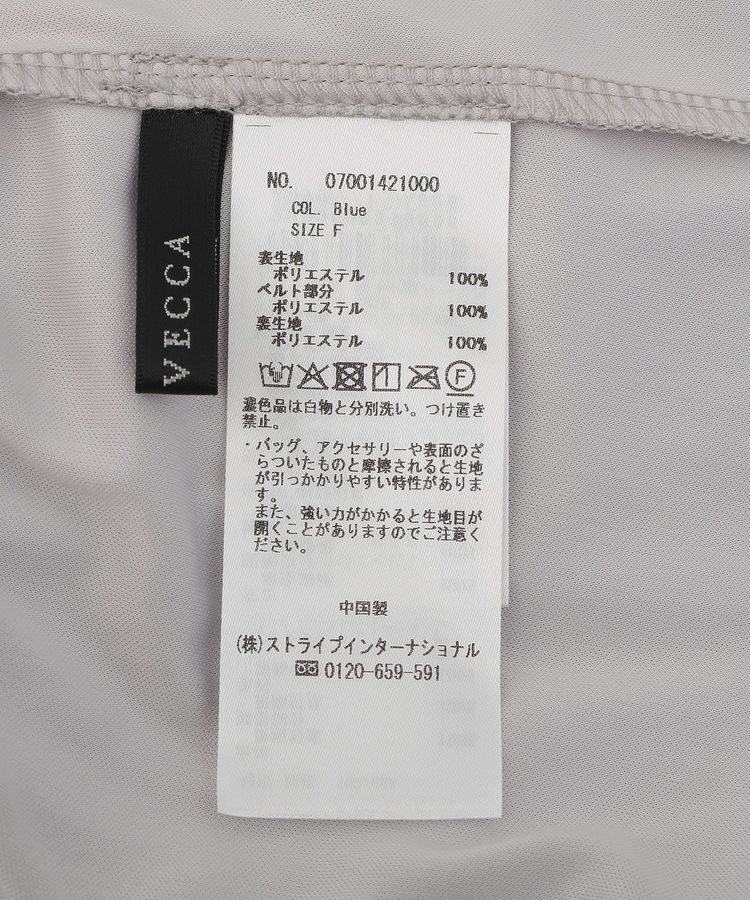 VECCA
NO. 07001421000
COL. Blue
SIZE F
表生地
ポリエステル 100%
ベルト部分
ポリエステル 100%
裏生地
ポリエステル 100%
F
濃色品は白物と分別洗い。つけ置き
禁止。
・バッグ、アクセサリーや表面のざ
らついたものと摩擦されると生地
が引っかかりやすい特性がありま
す。
また、強い力がかかると生地目が
開くことがありますのでご注意く
ださい。
中国製
(株)ストライプインターナショナル
0120-659-591